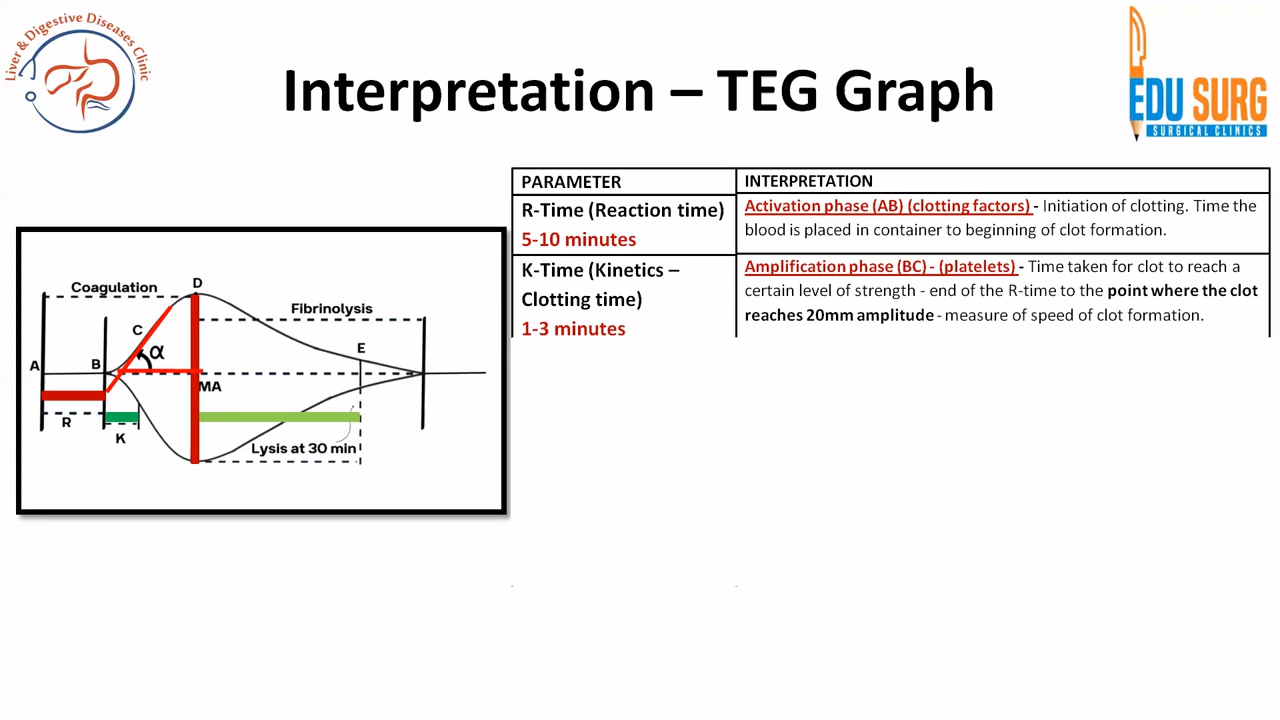 Liver & Digestive Diseases Clinic
Interpretation – TEG Graph
EDU SURG
SURGICAL CLINICS
PARAMETER
INTERPRETATION
R-Time (Reaction time)
5-10 minutes
Activation phase (AB) (clotting factors) - Initiation of clotting. Time the
blood is placed in container to beginning of clot formation.
K-Time (Kinetics –
Clotting time)
1-3 minutes
Amplification phase (BC) - (platelets) - Time taken for clot to reach a
certain level of strength - end of the R-time to the point where the clot
reaches 20mm amplitude - measure of speed of clot formation.
Coagulation
D
Fibrinolysis
C
α
E
A
B
MA
R
K
Lysis at 30 min